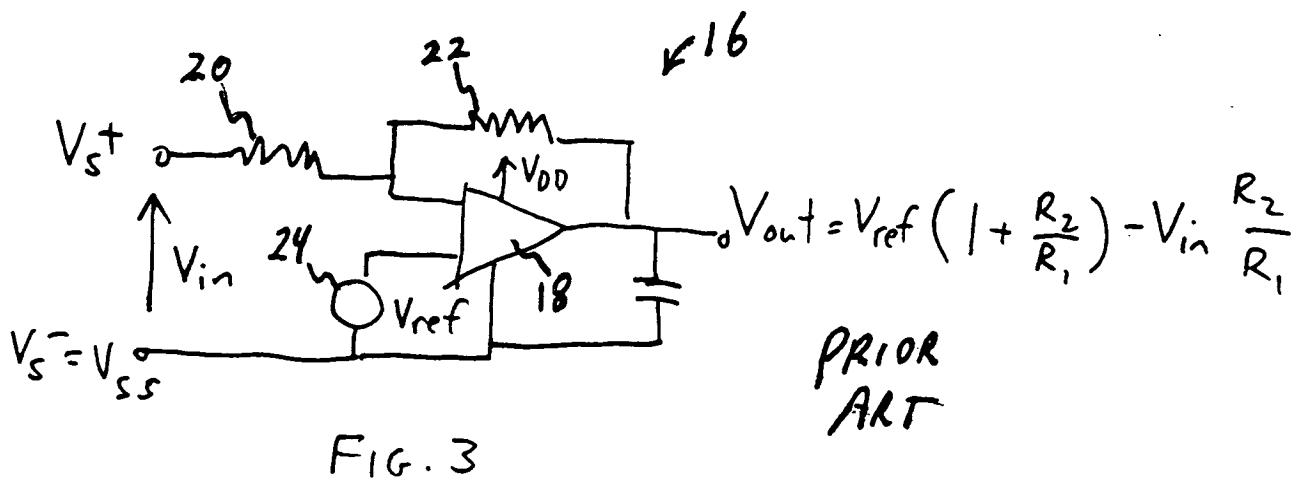 16
22
20
Vs+
VDD
Vout = Vref (1 + R2/R1) - Vin R2/R1
24
Vin
18
Vref
Vs- = Vss
PRIOR
ART
FIG. 3